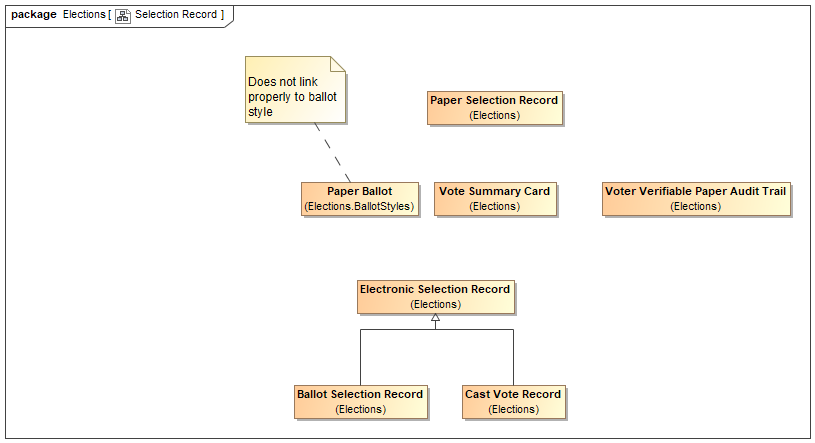 package Elections [ Selection Record ]
Does not link
properly to ballot
style
Paper Selection Record
(Elections)
Paper Ballot
(Elections.BallotStyles)
Vote Summary Card
(Elections)
Voter Verifiable Paper Audit Trail
(Elections)
Electronic Selection Record
(Elections)
Ballot Selection Record
(Elections)
Cast Vote Record
(Elections)